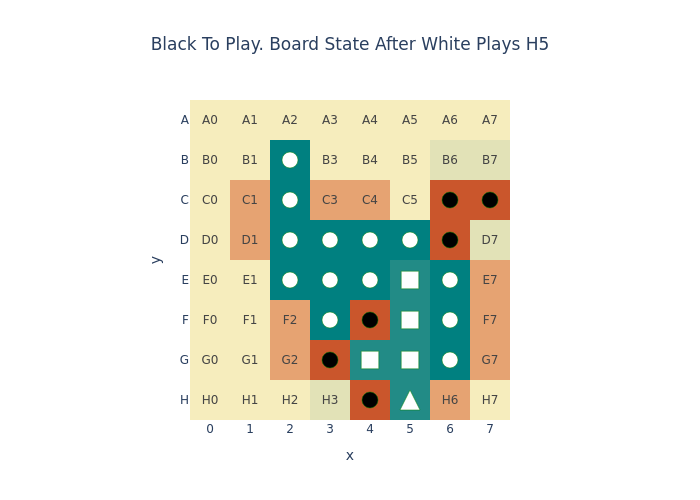 Black To Play. Board State After White Plays H5
A A0 A1 A2 A3 A4 A5 A6 A7
B B0 B1 B3 B4 B5 B6 B7
C C0 C1 C3 C4 C5
D D0 D1 D7
E E0 E1 E7
F F0 F1 F2 F7
G G0 G1 G2 G7
H H0 H1 H2 H3 H6 H7
0 1 2 3 4 5 6 7
x
y